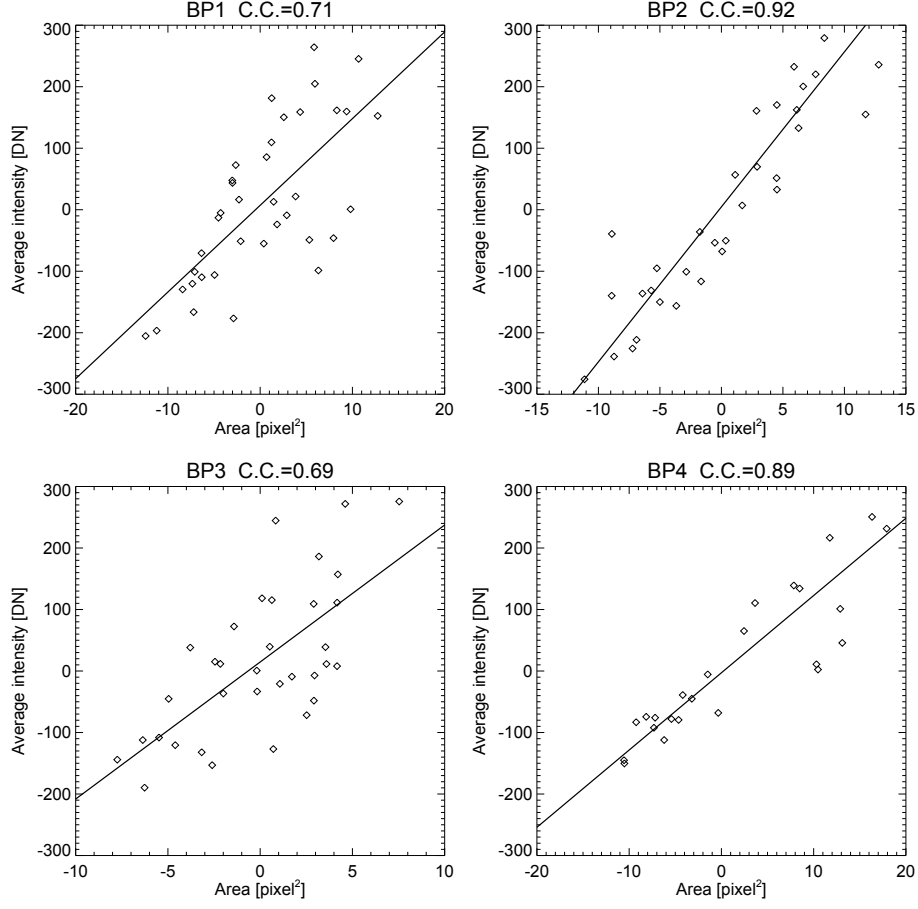 BP1 C.C.=0.71
300
200
100
0
-100
-200
-300
Average intensity [DN]
-20 -10 0 10 20
Area [pixel²]
BP2 C.C.=0.92
300
200
100
0
-100
-200
-300
Average intensity [DN]
-15 -10 -5 0 5 10 15
Area [pixel²]
BP3 C.C.=0.69
300
200
100
0
-100
-200
-300
Average intensity [DN]
-10 -5 0 5 10
Area [pixel²]
BP4 C.C.=0.89
300
200
100
0
-100
-200
-300
Average intensity [DN]
-20 -10 0 10 20
Area [pixel²]